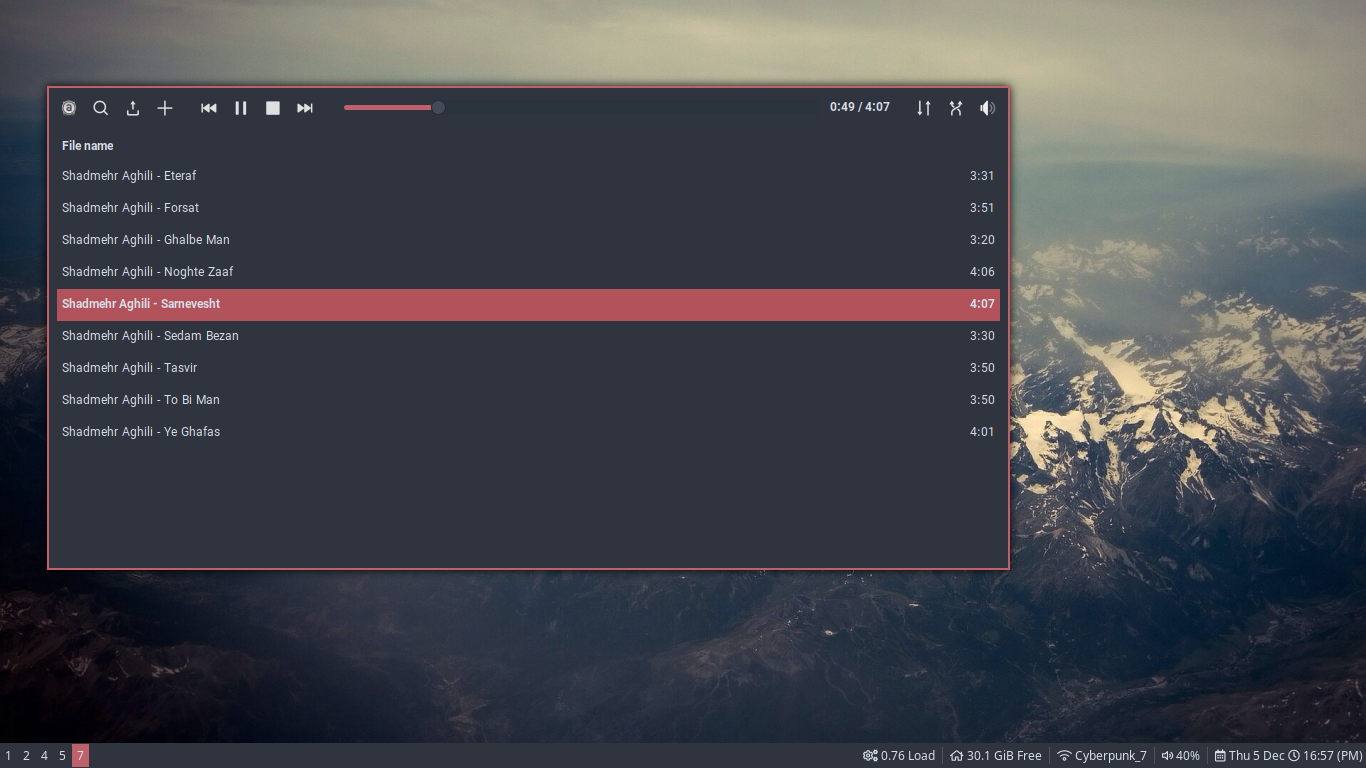 0:49 / 4:07
File name
Shadmehr Aghili - Eteraf 3:31
Shadmehr Aghili - Forsat 3:51
Shadmehr Aghili - Ghalbe Man 3:20
Shadmehr Aghili - Noghte Zaaf 4:06
Shadmehr Aghili - Sarnevesht 4:07
Shadmehr Aghili - Sedam Bezan 3:30
Shadmehr Aghili - Tasvir 3:50
Shadmehr Aghili - To Bi Man 3:50
Shadmehr Aghili - Ye Ghafas 4:01
1 2 4 5 7 0.76 Load 30.1 GiB Free Cyberpunk_7 40% Thu 5 Dec 16:57 (PM)